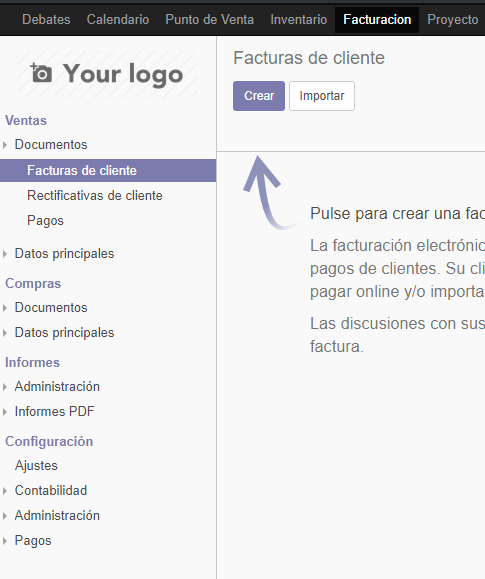 Debates Calendario Punto de Venta Inventario Facturacion Proyecto
Your logo
Ventas
Documentos
Facturas de cliente
Rectificativas de cliente
Pagos
Datos principales
Compras
Documentos
Datos principales
Informes
Administración
Informes PDF
Configuración
Ajustes
Contabilidad
Administración
Pagos
Facturas de cliente
Crear Importar
Pulse para crear una fac
La facturación electrónic
pagos de clientes. Su cli
pagar online y/o importa
Las discusiones con sus
factura.